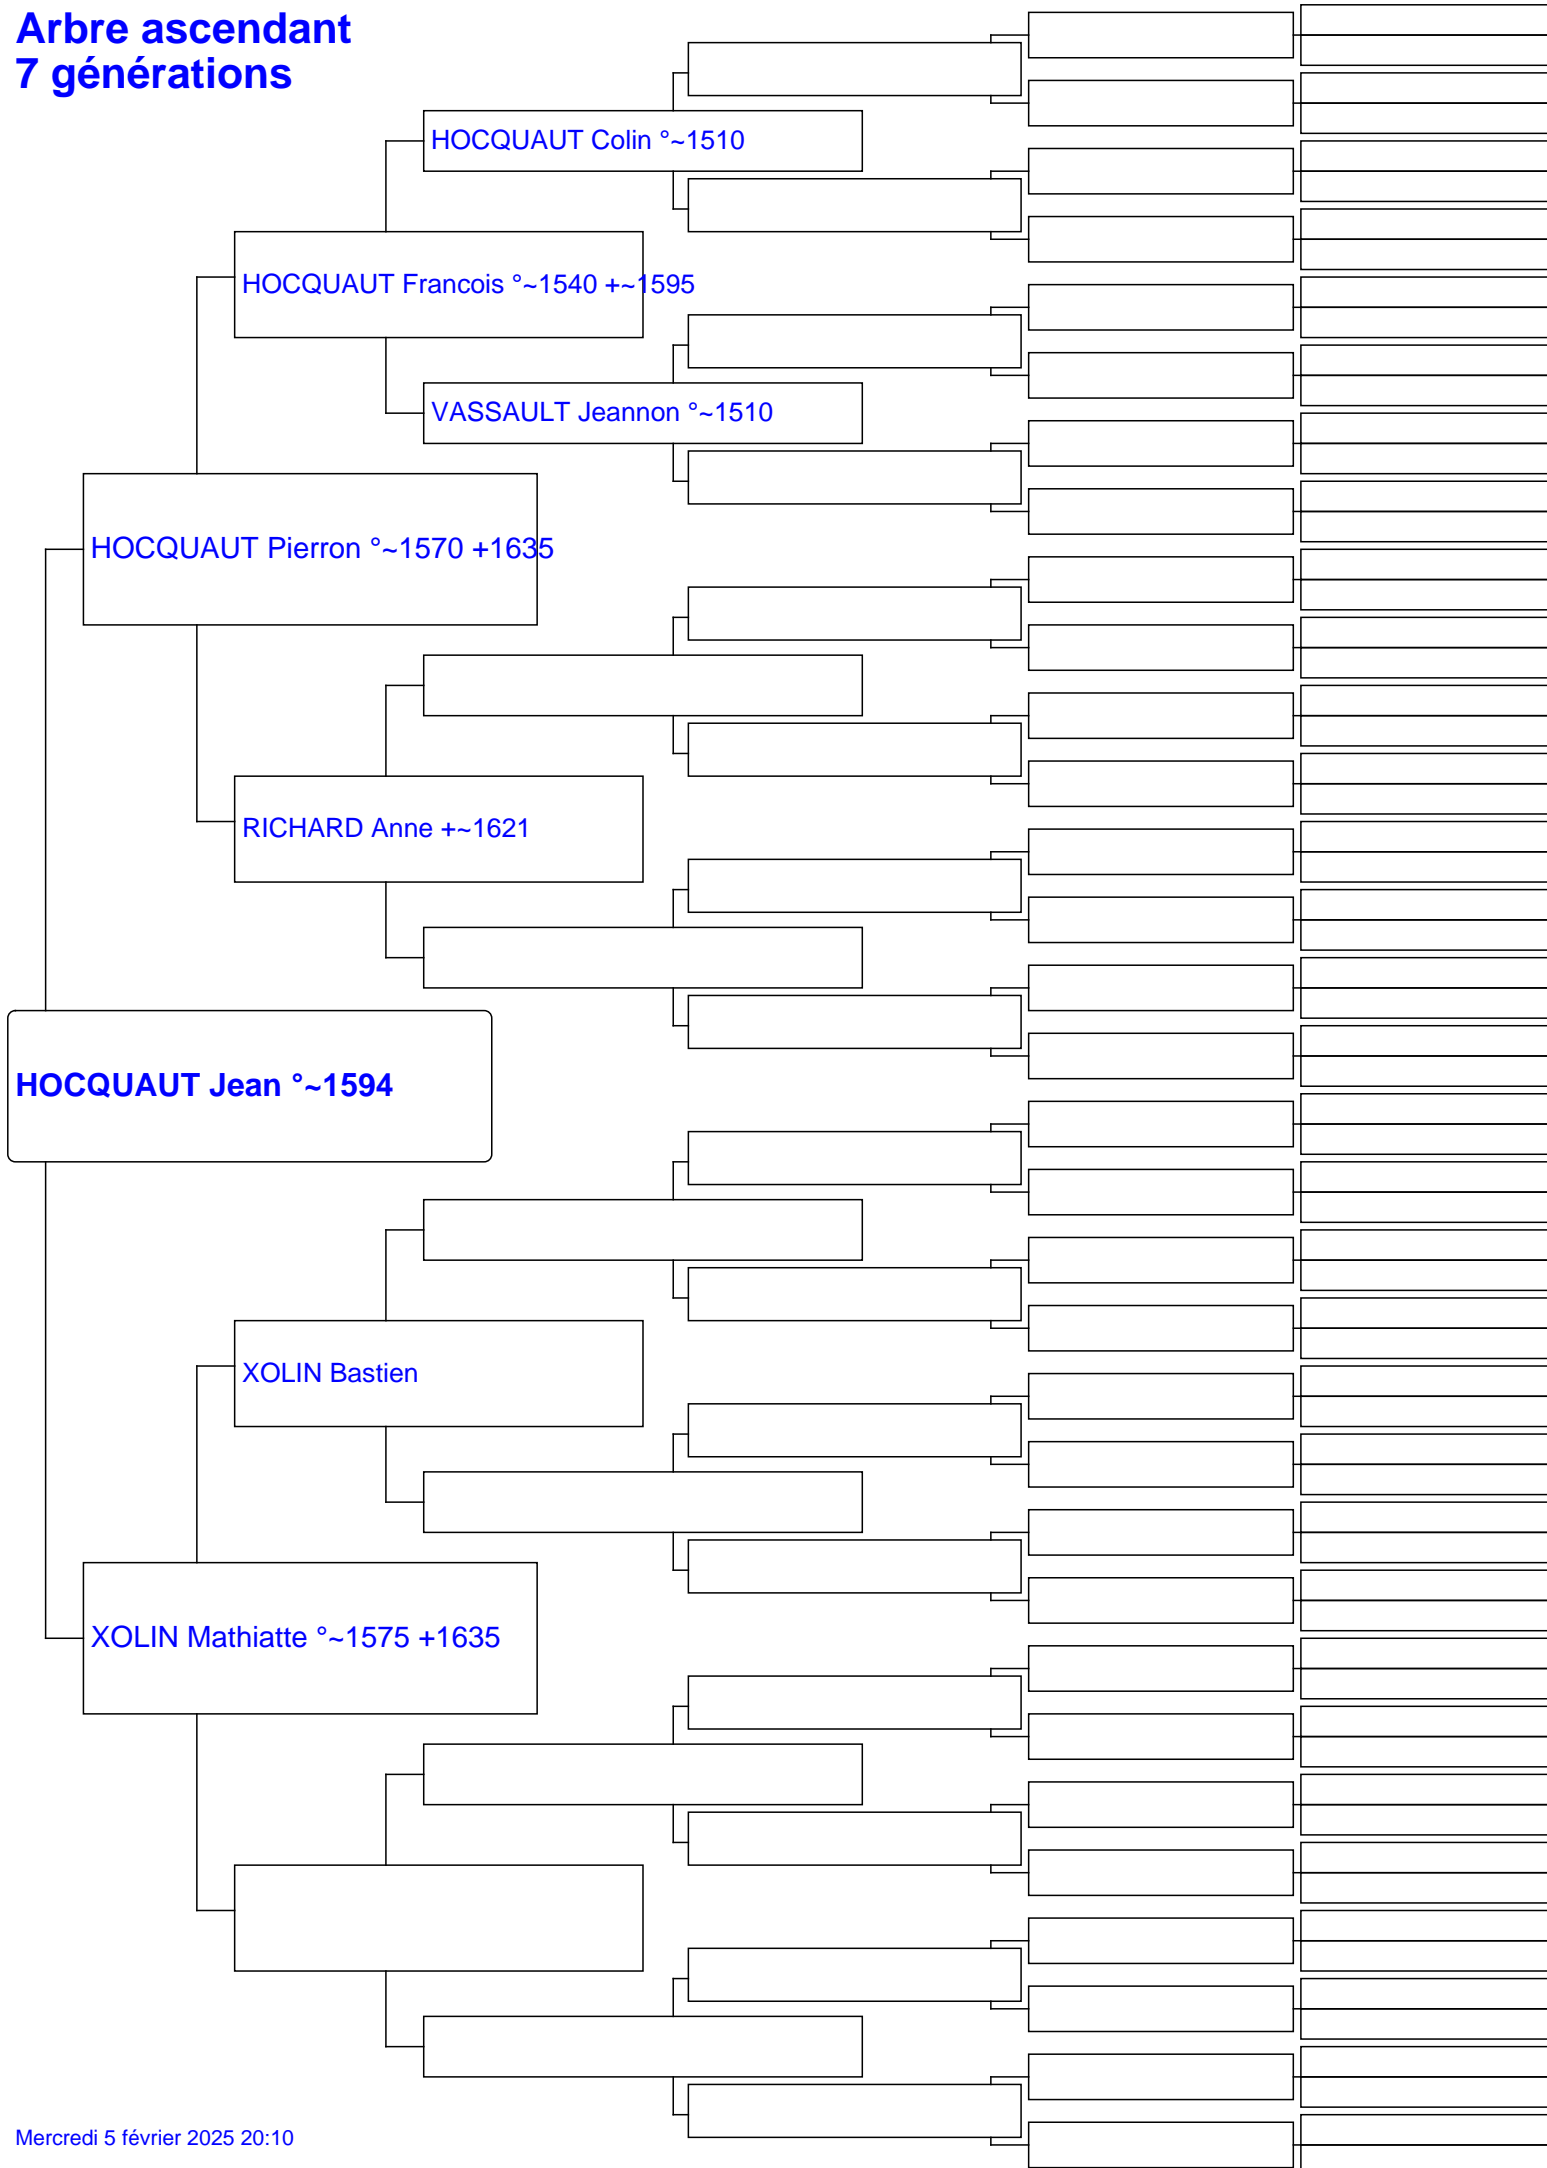 Arbre ascendant
7 générations
HOCQUAUT Colin °~1510
HOCQUAUT Francois °~1540 +~1595
VASSAULT Jeannon °~1510
HOCQUAUT Pierron °~1570 +1635
RICHARD Anne +~1621
HOCQUAUT Jean °~1594
XOLIN Bastien
XOLIN Mathiatte °~1575 +1635
Mercredi 5 février 2025 20:10